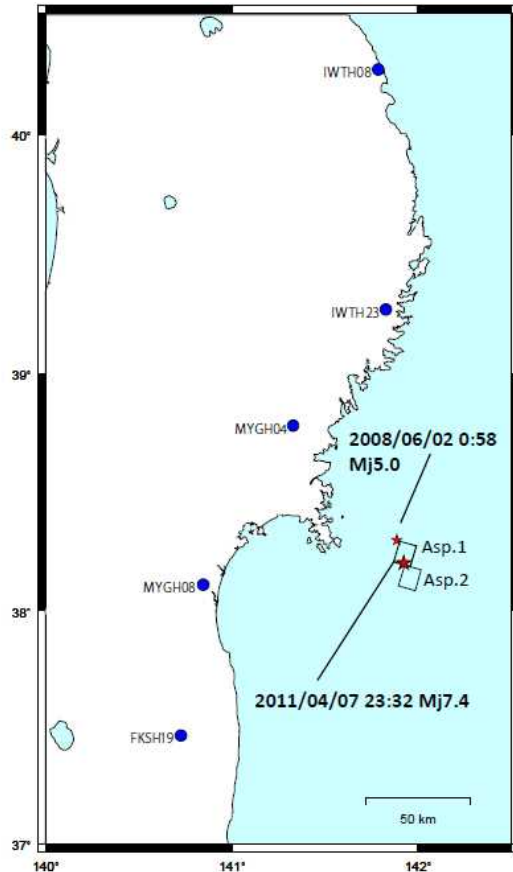 IWTH08
40°
IWTH23
39°
MYGH04
2008/06/02 0:58
Mj5.0
Asp.1
Asp.2
MYGH08
38°
2011/04/07 23:32 Mj7.4
FKSH19
50 km
37°
140°
141°
142°